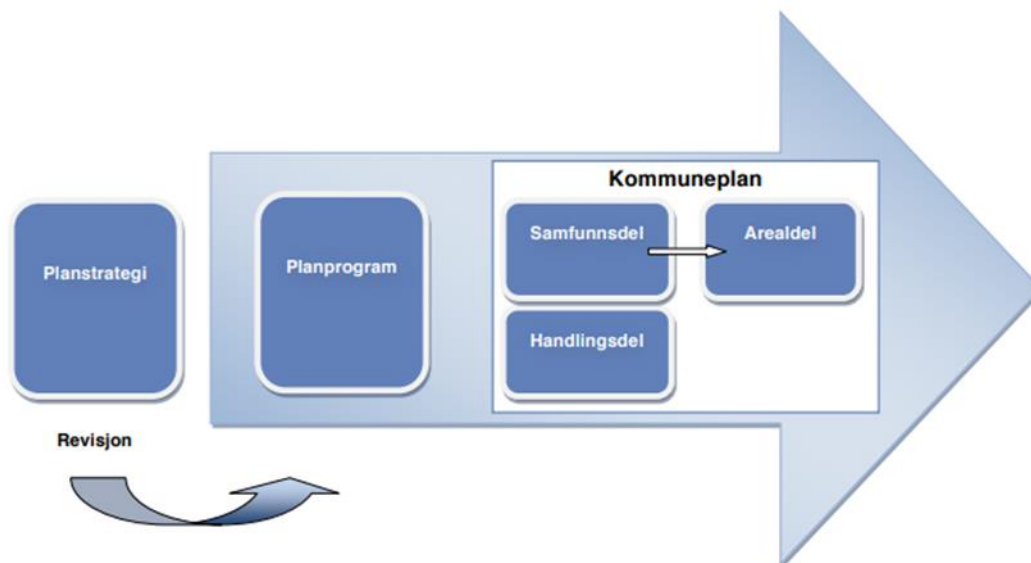 Kommuneplan
Planstrategi
Planprogram
Samfunnsdel
Arealdel
Handlingsdel
Revisjon